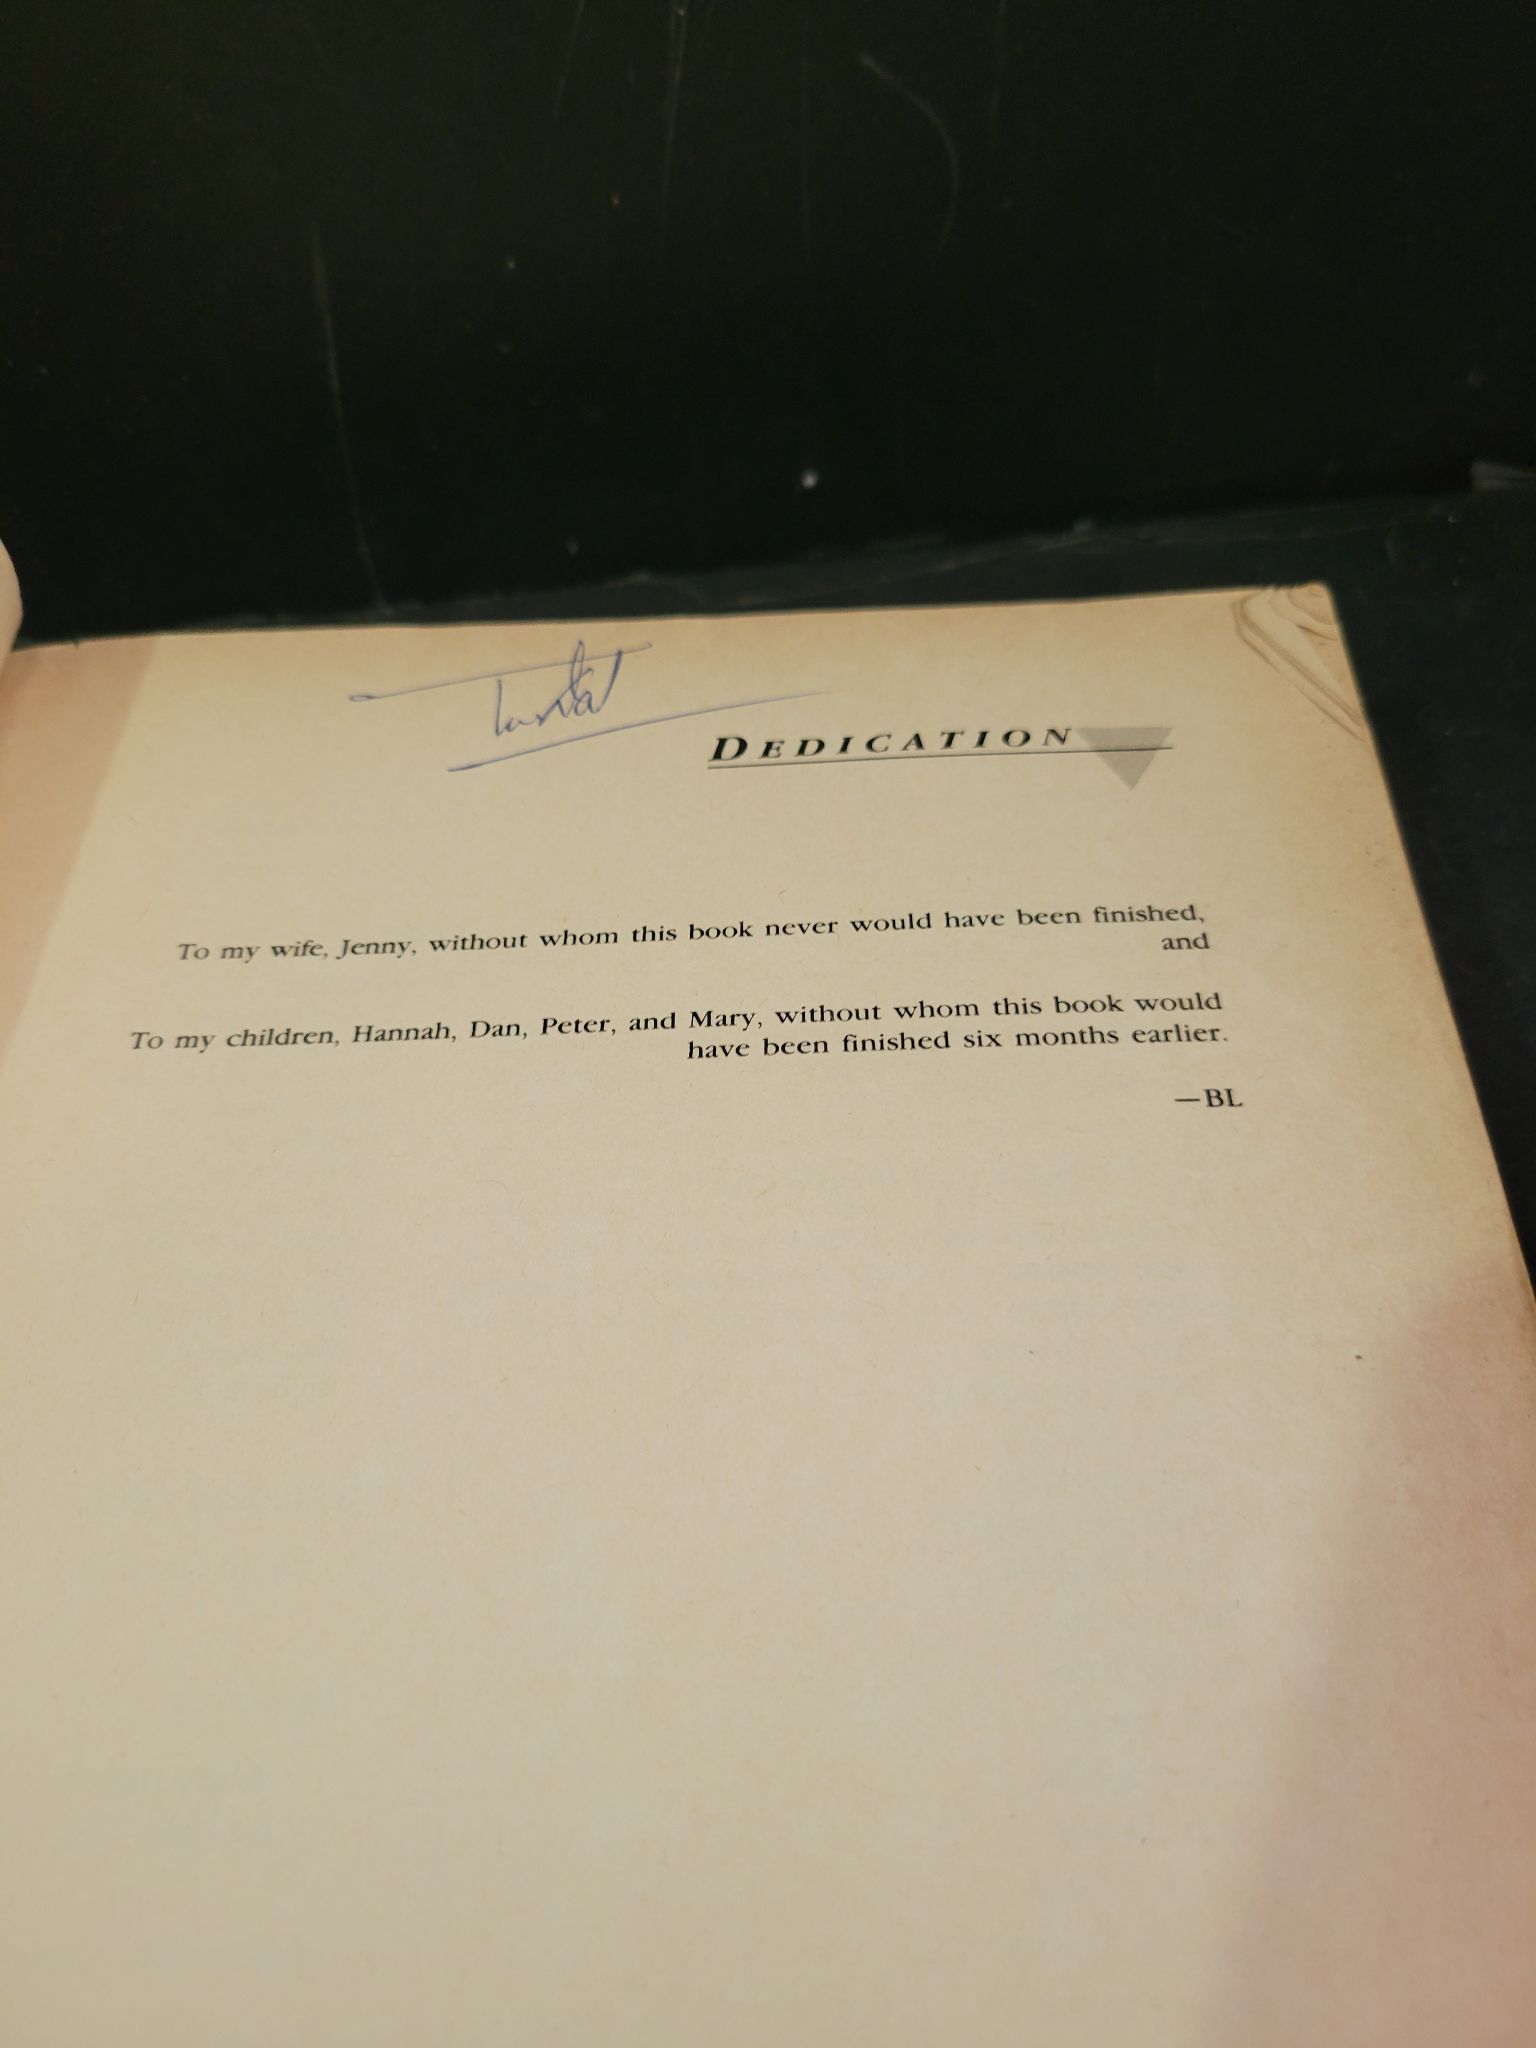 DEDICATION
To my wife, Jenny, without whom this book never would have been finished,
and
To my children, Hannah, Dan, Peter, and Mary, without whom this book would
have been finished six months earlier.
—BL